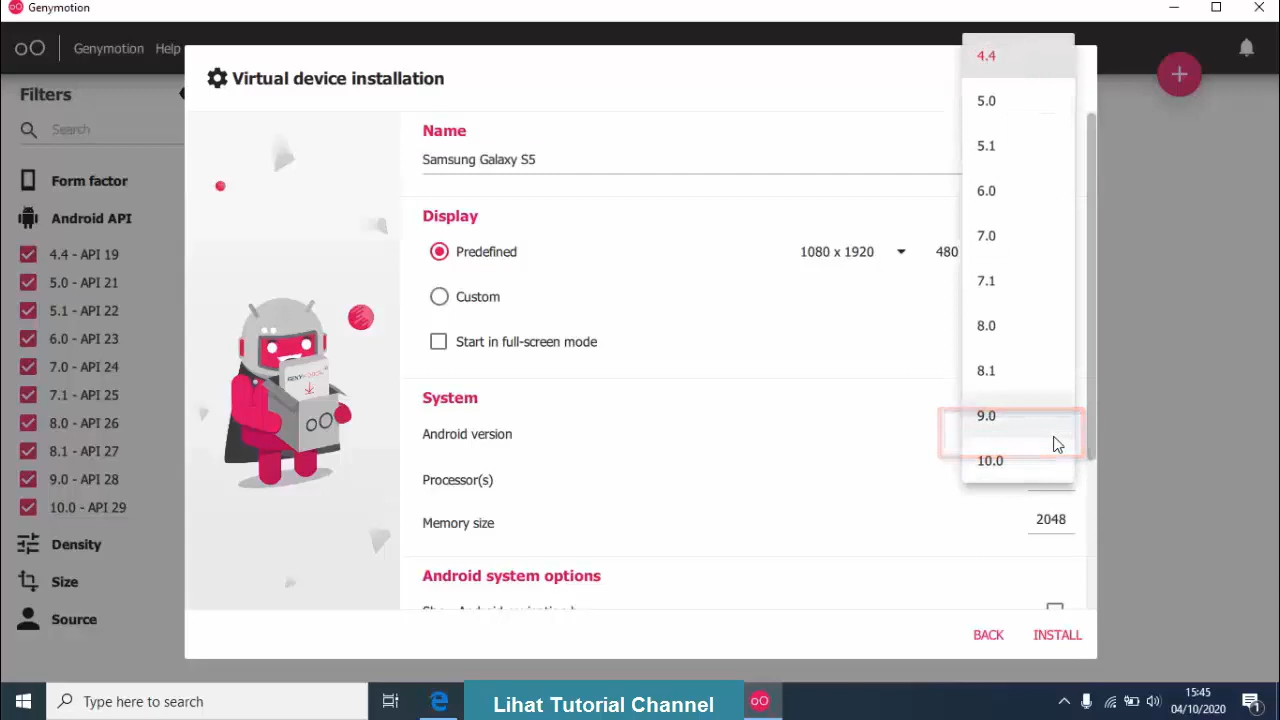 Genymotion
Genymotion Help
Filters
Search
Form factor
Android API
4.4 - API 19
5.0 - API 21
5.1 - API 22
6.0 - API 23
7.0 - API 24
7.1 - API 25
8.0 - API 26
8.1 - API 27
9.0 - API 28
10.0 - API 29
Density
Size
Source
Virtual device installation
Name
Samsung Galaxy S5
Display
Predefined
1080 x 1920
480
Custom
Start in full-screen mode
System
Android version
Processor(s)
Memory size
2048
Android system options
4.4
5.0
5.1
6.0
7.0
7.1
8.0
8.1
9.0
10.0
BACK INSTALL
Type here to search
Lihat Tutorial Channel
15:45
04/10/2020
1